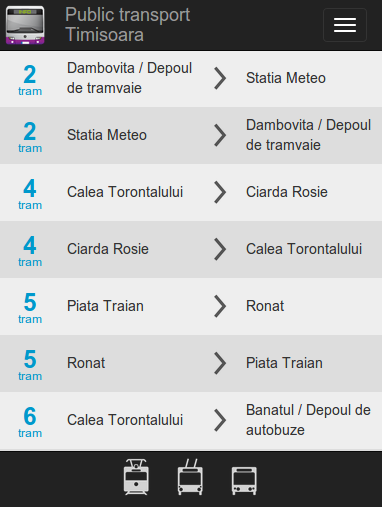 Public transport
Timisoara
2
tram
Dambovita / Depoul
de tramvaie
Statia Meteo
2
tram
Statia Meteo
Dambovita / Depoul
de tramvaie
4
tram
Calea Torontalului
Ciarda Rosie
4
tram
Ciarda Rosie
Calea Torontalului
5
tram
Piata Traian
Ronat
5
tram
Ronat
Piata Traian
6
tram
Calea Torontalului
Banatul / Depoul de
autobuze